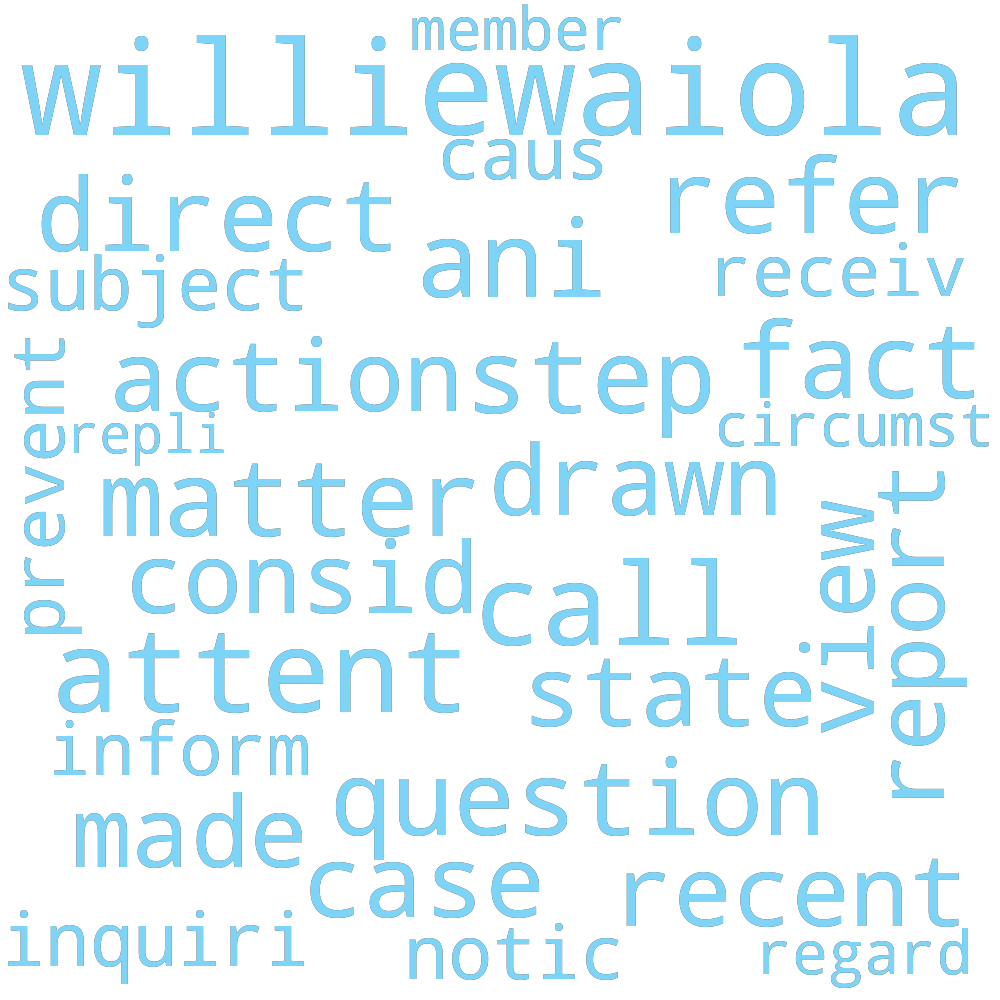 member
williewaiola
caus
direct
refer
ani
subject
receiv
actionstep
fact
prevent
repli
circumst
matter
drawn
consid
call
view
report
attent
state
inform
question
made
case
recent
inquiri
notic
regard